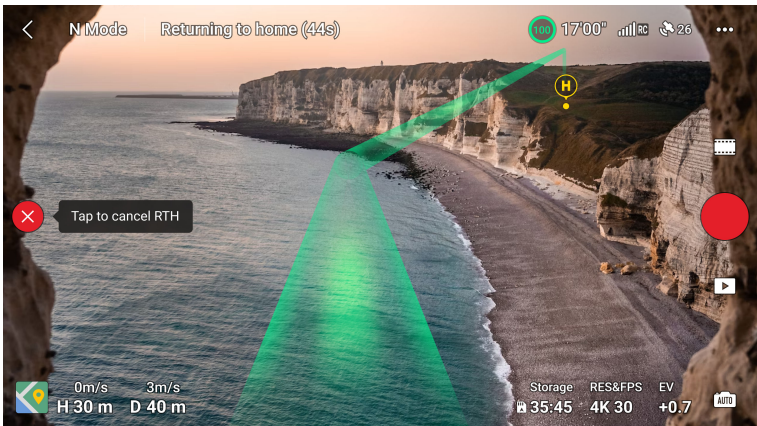 N Mode
Returning to home (44s)
100
17'00"
RC
26
H
Tap to cancel RTH
0m/s
3m/s
H 30 m
D 40 m
Storage
RES&FPS
EV
35:45
4K 30
+0.7
AUTO